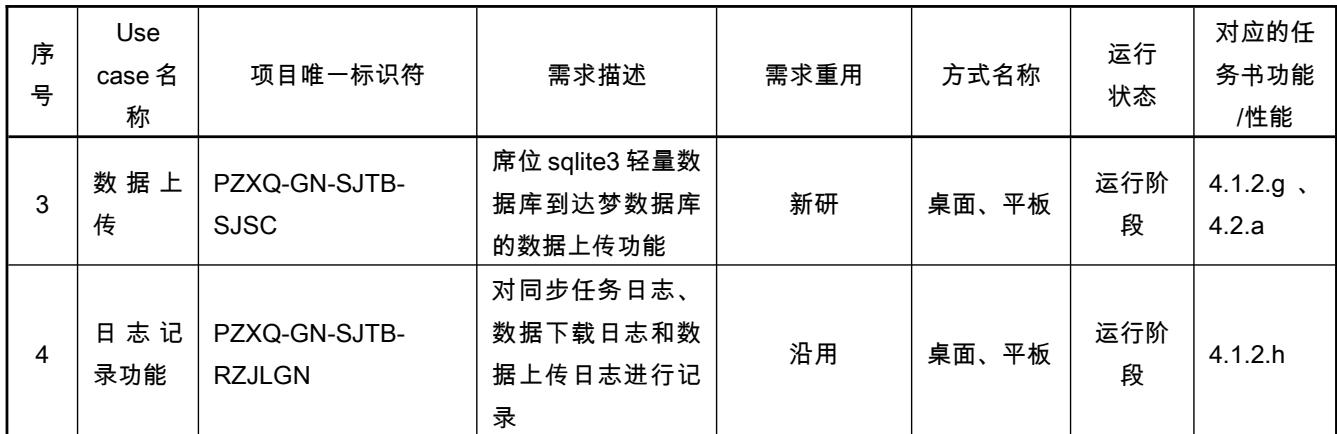 序号
Use case 名称
项目唯一标识符
需求描述
需求重用
方式名称
运行状态
对应的任务书功能/性能
3
数据上传
PZXQ-GN-SJTB-
SJSC
席位 sqlite3 轻量数
据库到达梦数据库
的数据上传功能
新研
桌面、平板
运行阶
段
4.1.2.g 、
4.2.a
4
日志记
录功能
PZXQ-GN-SJTB-
RZJLGN
对同步任务日志、
数据下载日志和数
据上传日志进行记
录
沿用
桌面、平板
运行阶
段
4.1.2.h